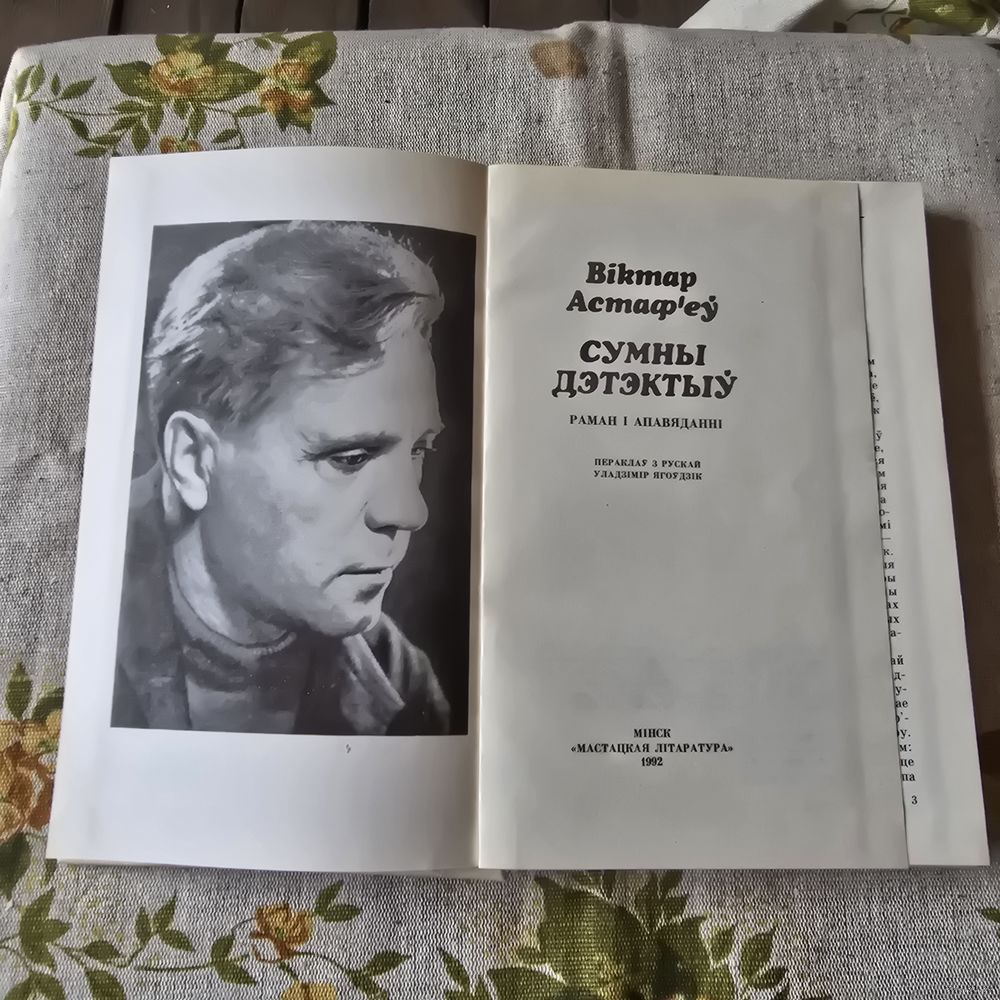 Віктар
Астаф'еў
СУМНЫ
ДЭТЭКТЫЎ
РАМАН І АПАВЯДАННІ
ПЕРАКЛАЎ З РУСКАЙ
УЛАДЗІМІР ЯГОЎДЗІК
МІНСК
«МАСТАЦКАЯ ЛІТАРАТУРА»
1992
3